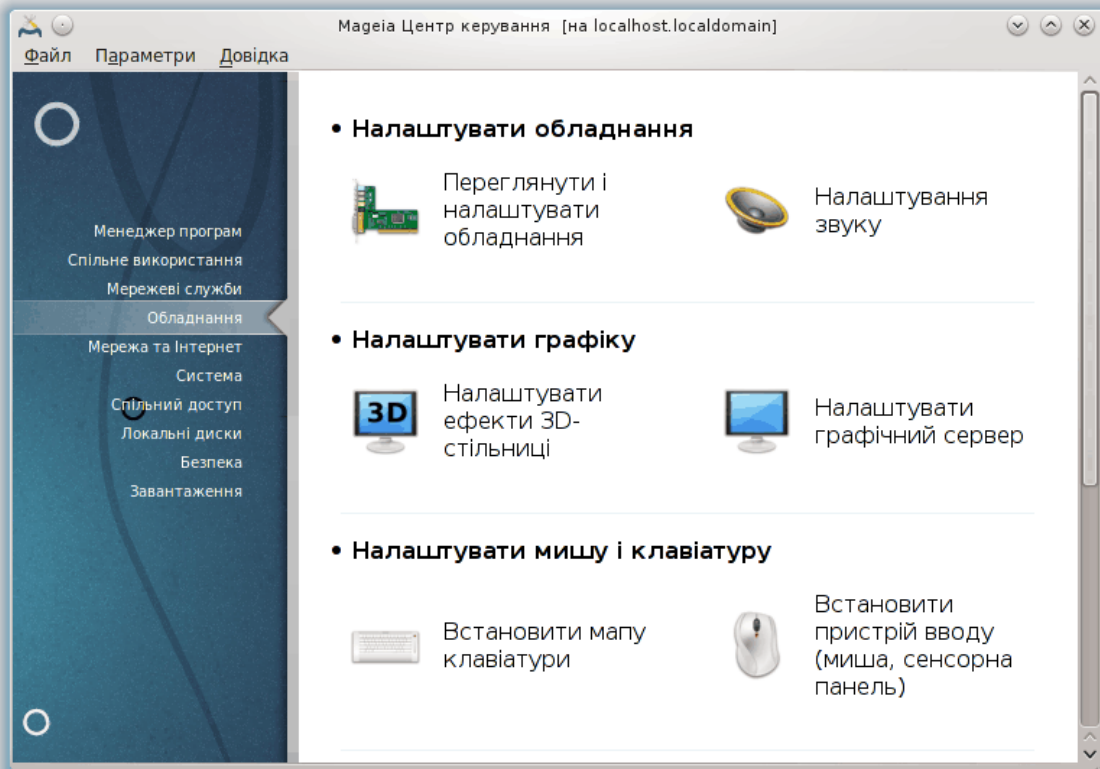 Mageia Центр керування [на localhost.localdomain]
Файл Параметри Довідка
Менеджер програм
Спільне використання
Мережеві служби
Обладнання
Мережа та Інтернет
Система
Спільний доступ
Локальні диски
Безпека
Завантаження
• Налаштувати обладнання
Переглянути і
налаштувати
обладнання
Налаштування
звуку
• Налаштувати графіку
3D
Налаштувати
ефекти 3D-
стільниці
Налаштувати
графічний сервер
• Налаштувати мишу і клавіатуру
Встановити мапу
клавіатури
Встановити
пристрій вводу
(миша, сенсорна
панель)